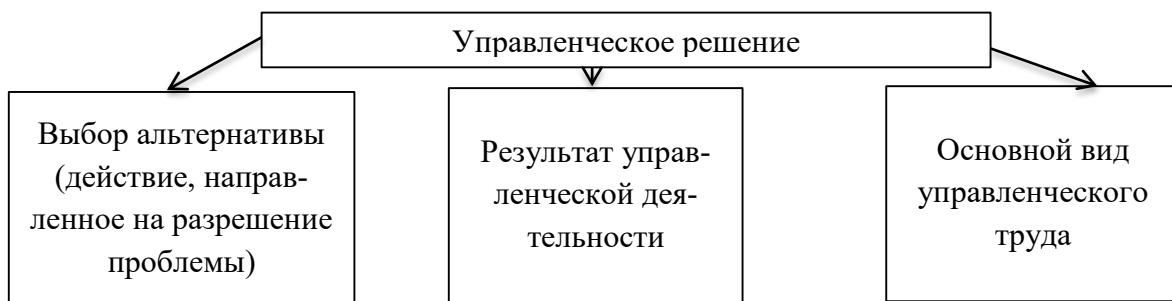 Управленческое решение
Выбор альтернативы
(действие, направ-
ленное на разрешение
проблемы)
Результат управ-
ленческой дея-
тельности
Основной вид
управленческого
труда